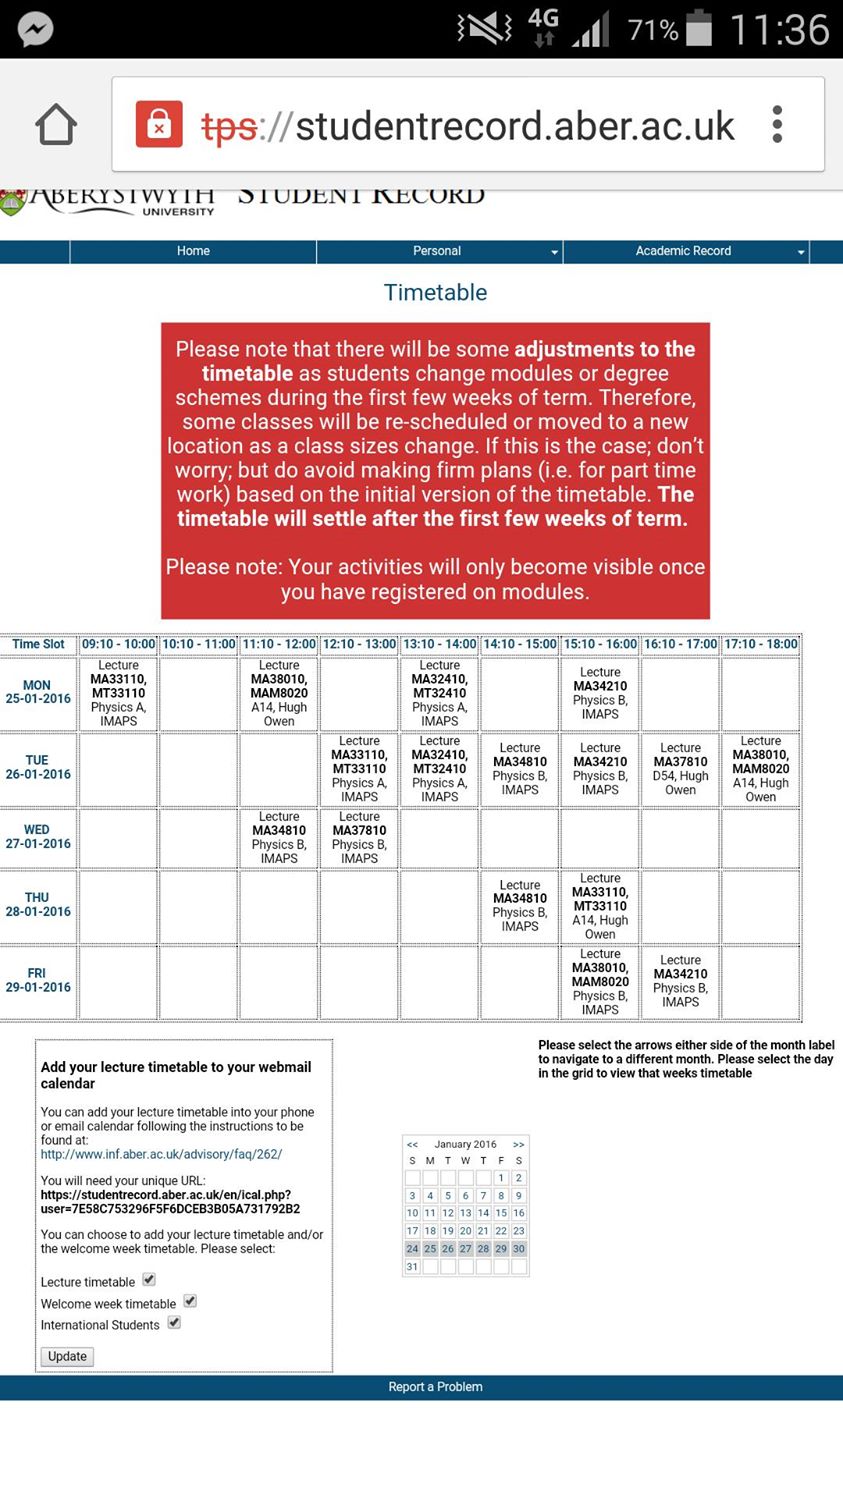 4G 71% 11:36
tps://studentrecord.aber.ac.uk
ABERYSTWYTH STUDENT RECORD
UNIVERSITY
Home Personal Academic Record
Timetable
Please note that there will be some adjustments to the
timetable as students change modules or degree
schemes during the first few weeks of term. Therefore,
some classes will be re-scheduled or moved to a new
location as a class sizes change. If this is the case; don't
worry; but do avoid making firm plans (i.e. for part time
work) based on the initial version of the timetable. The
timetable will settle after the first few weeks of term.
Please note: Your activities will only become visible once
you have registered on modules.
Time Slot 09:10 - 10:00 10:10 - 11:00 11:10 - 12:00 12:10 - 13:00 13:10 - 14:00 14:10 - 15:00 15:10 - 16:00 16:10 - 17:00 17:10 - 18:00
MON
25-01-2016
Lecture
MA33110,
MT33110
Physics A,
IMAPS
Lecture
MA38010,
MAM8020
A14, Hugh
Owen
Lecture
MA32410,
MT32410
Physics A,
IMAPS
Lecture
MA34210
Physics B,
IMAPS
TUE
26-01-2016
Lecture
MA33110,
MT33110
Physics A,
IMAPS
Lecture
MA32410,
MT32410
Physics A,
IMAPS
Lecture
MA34810
Physics B,
IMAPS
Lecture
MA34210
Physics B,
IMAPS
Lecture
MA37810
D54, Hugh
Owen
Lecture
MA38010,
MAM8020
A14, Hugh
Owen
WED
27-01-2016
Lecture
MA34810
Physics B,
IMAPS
Lecture
MA37810
Physics B,
IMAPS
THU
28-01-2016
Lecture
MA34810
Physics B,
IMAPS
Lecture
MA33110,
MT33110
A14, Hugh
Owen
FRI
29-01-2016
Lecture
MA38010,
MAM8020
Physics B,
IMAPS
Lecture
MA34210
Physics B,
IMAPS
Add your lecture timetable to your webmail
calendar
You can add your lecture timetable into your phone
or email calendar following the instructions to be
found at:
http://www.inf.aber.ac.uk/advisory/faq/262/
You will need your unique URL:
https://studentrecord.aber.ac.uk/en/ical.php?
user=7E58C753296F5F6DCEB3B05A731792B2
You can choose to add your lecture timetable and/or
the welcome week timetable. Please select:
Lecture timetable
Welcome week timetable
International Students
Update
Please select the arrows either side of the month label
to navigate to a different month. Please select the day
in the grid to view that weeks timetable
<< January 2016 >>
S M T W T F S
1 2
3 4 5 6 7 8 9
10 11 12 13 14 15 16
17 18 19 20 21 22 23
24 25 26 27 28 29 30
31
Report a Problem